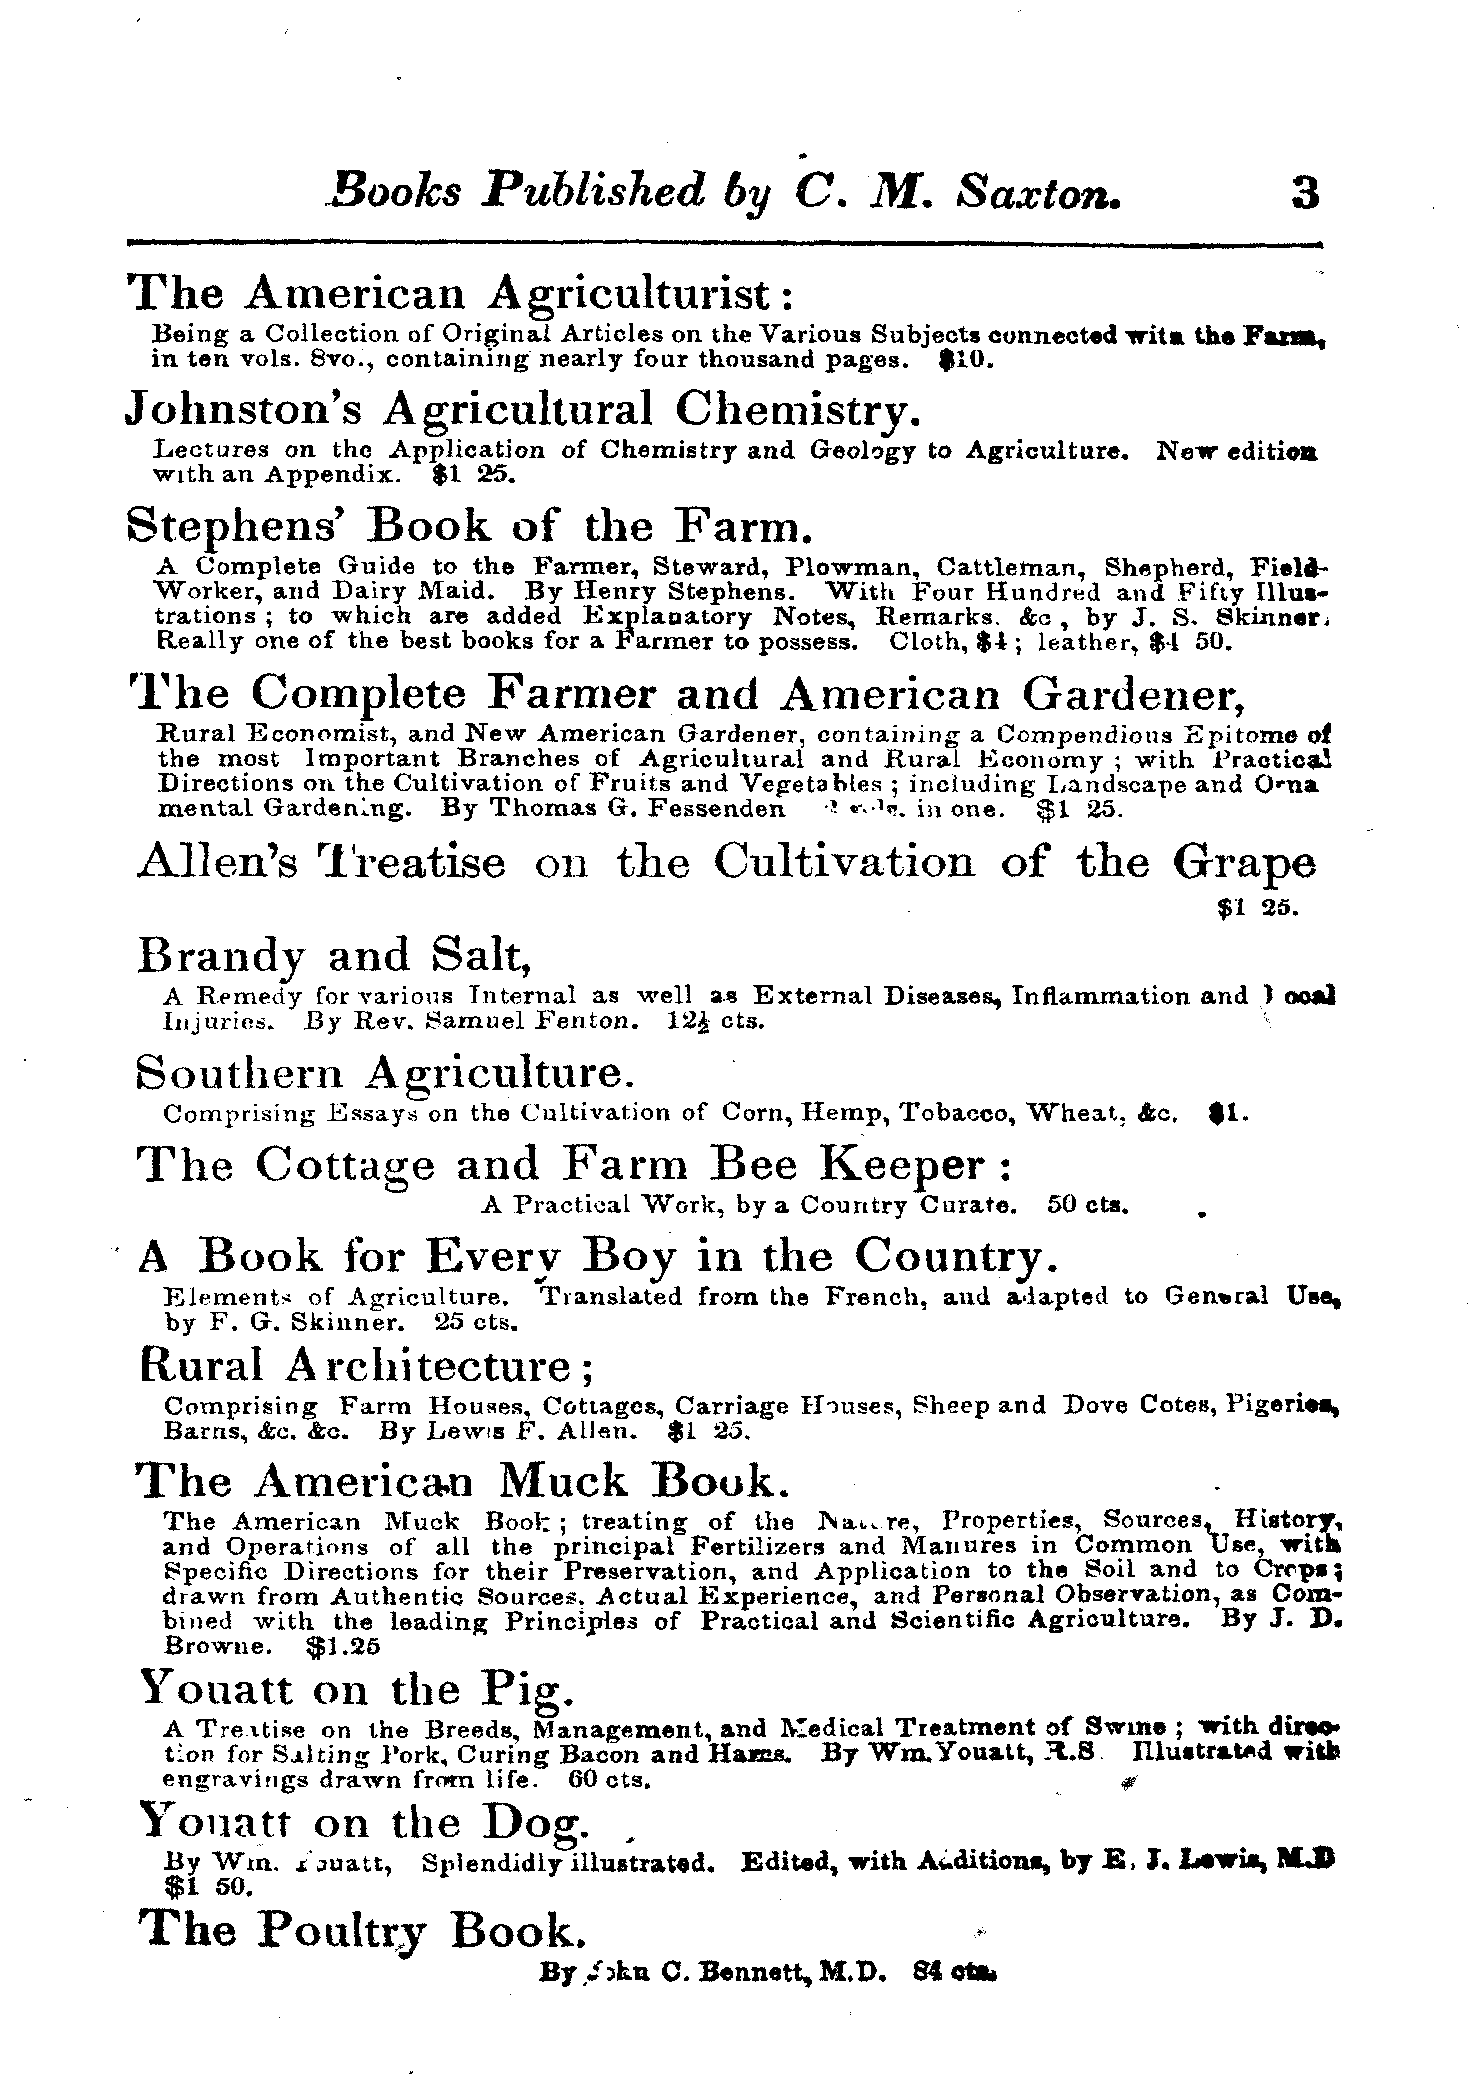 Books Published by C. M. Saxton. 3
The American Agriculturist :
Being a Collection of Original Articles on the Various Subjects connected with the Farm,
in ten vols. 8vo., containing nearly four thousand pages. $10.
Johnston's Agricultural Chemistry.
Lectures on the Application of Chemistry and Geology to Agriculture. New edition
with an Appendix. $1 25.
Stephens' Book of the Farm.
A Complete Guide to the Farmer, Steward, Plowman, Cattleman, Shepherd, Field-
Worker, and Dairy Maid. By Henry Stephens. With Four Hundred and Fifty Illus-
trations ; to which are added Explanatory Notes, Remarks. &c , by J. S. Skinner.
Really one of the best books for a Farmer to possess. Cloth, $4 ; leather, $4 50.
The Complete Farmer and American Gardener,
Rural Economist, and New American Gardener, containing a Compendious Epitome of
the most Important Branches of Agricultural and Rural Economy ; with Practical
Directions on the Cultivation of Fruits and Vegetables ; including Landscape and Orna
mental Gardening. By Thomas G. Fessenden in one. $1 25.
Allen's Treatise on the Cultivation of the Grape
$1 25.
Brandy and Salt,
A Remedy for various Internal as well as External Diseases, Inflammation and Local
Injuries. By Rev. Samuel Fenton. 12½ cts.
Southern Agriculture.
Comprising Essays on the Cultivation of Corn, Hemp, Tobacco, Wheat, &c. $1.
The Cottage and Farm Bee Keeper :
A Practical Work, by a Country Curate. 50 cts.
A Book for Every Boy in the Country.
Elements of Agriculture. Translated from the French, and adapted to General Use,
by F. G. Skinner. 25 cts.
Rural Architecture ;
Comprising Farm Houses, Cottages, Carriage Houses, Sheep and Dove Cotes, Pigeries,
Barns, &c. &c. By Lewis F. Allen. $1 25.
The American Muck Book.
The American Muck Book ; treating of the Nature, Properties, Sources, History,
and Operations of all the principal Fertilizers and Manures in Common Use, with
Specific Directions for their Preservation, and Application to the Soil and to Crops ;
drawn from Authentic Sources, Actual Experience, and Personal Observation, as Com-
bined with the leading Principles of Practical and Scientific Agriculture. By J. D.
Browne. $1.25
Youatt on the Pig.
A Treatise on the Breeds, Management, and Medical Treatment of Swine ; with direc-
tion for Salting Pork, Curing Bacon and Hams. By Wm. Youatt, R.S. Illustrated with
engravings drawn from life. 60 cts.
Youatt on the Dog.
By Wm. Youatt, Splendidly illustrated. Edited, with Additions, by E. J. Lewis, M.D
$1 50.
The Poultry Book.
By John C. Bennett, M.D. 84 cts.